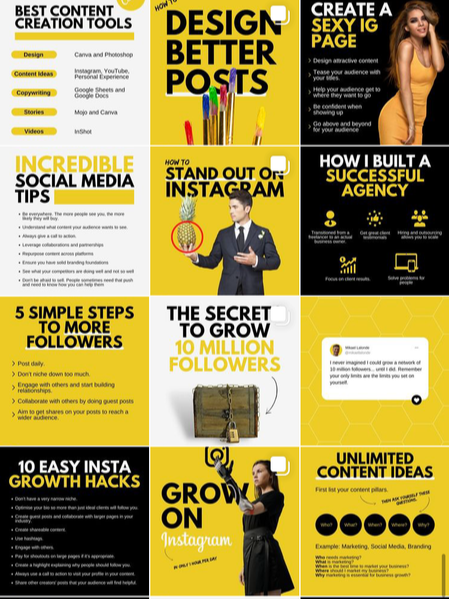 BEST CONTENT
CREATION TOOLS
Design
Canva and Photoshop
Content Ideas
Instagram, YouTube,
Personal Experience
Copywriting
Google Sheets and
Google Docs
Stories
Mojo and Canva
Videos
InShot
HOW TO
DESIGN
BETTER
POSTS
CREATE A
SEXY IG
PAGE
Design attractive content
Tease your audience with
your titles.
Help your audience get to
where they want to go
Be confident when
showing up
Go above and beyond
for your audience
INCREDIBLE
SOCIAL MEDIA
TIPS
Be everywhere. The more people see you, the more
likely they will buy.
Understand what your audience wants to see.
Always give a call to action.
Leverage collaborations and partnerships
Repurpose content across platforms
Ensure you have solid branding foundations
See what your competitors are doing well and not so well
Don't be afraid to sell. People sometimes need that push
and need to know how you can help them
HOW TO
STAND OUT ON
INSTAGRAM
HOW I BUILT A
SUCCESSFUL
AGENCY
Transitioned from a
freelancer to an actual
business owner.
Get great client
testimonials
Hiring and outsourcing
allows you to scale
Focus on client results.
Solve problems for
people
5 SIMPLE STEPS
TO MORE
FOLLOWERS
Post daily.
Don't niche down too much.
Engage with others and start building
relationships.
Collaborate with others by doing guest posts
Aim to get shares on your posts to reach a
wider audience.
THE SECRET
TO GROW
10 MILLION
FOLLOWERS
I never imagined I could grow a network of
10 million followers... until I did. Remember
your only limits are the limits you set on
yourself.
10 EASY INSTA
GROWTH HACKS
Don't have a very narrow niche.
Optimise your bio so more than just ideal clients will follow you.
Create guest posts and collaborate with larger pages in your
industry.
Create shareable content.
Use hashtags.
Engage with others.
Pay for shoutouts on large pages if it's appropriate.
Create a highlight explaining why people should follow you.
Always use a call to action to visit your profile in your content.
Share other creators' posts that your audience will find helpful.
GROW
ON
Instagram
IN ONLY 1 HOUR PER DAY
UNLIMITED
CONTENT IDEAS
First list your content pillars.
THEN ASK YOURSELF THESE
QUESTIONS.
Who?
What?
When?
Where?
Why?
Example: Marketing, Social Media, Branding
Who needs marketing?
What is marketing?
When is the best time to market your business?
Where should I market my business?
Why marketing is essential for business growth?